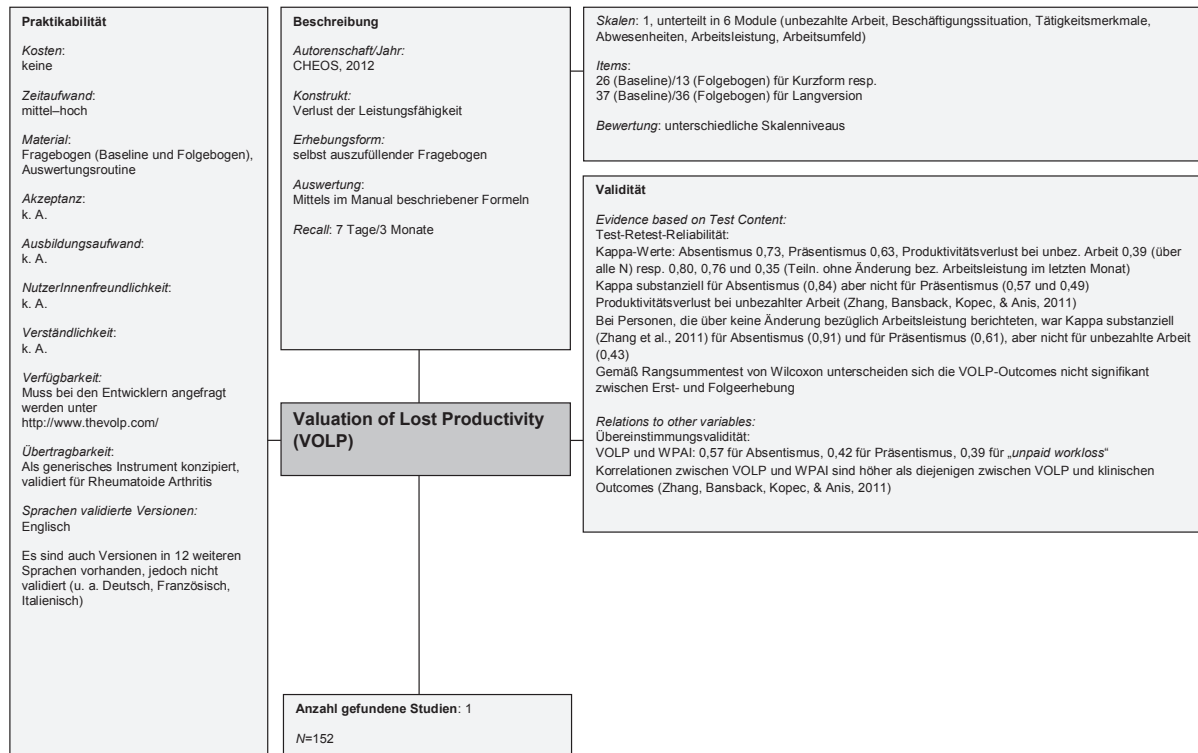 Praktikabilität
Kosten:
keine
Zeitaufwand:
mittel–hoch
Material:
Fragebogen (Baseline und Folgebogen),
Auswertungsroutine
Akzeptanz:
k. A.
Ausbildungsaufwand:
k. A.
NutzerInnenfreundlichkeit:
k. A.
Verständlichkeit:
k. A.
Verfügbarkeit:
Muss bei den Entwicklern angefragt
werden unter
http://www.thevolp.com/
Übertragbarkeit:
Als generisches Instrument konzipiert,
validiert für Rheumatoide Arthritis
Sprachen validierte Versionen:
Englisch
Es sind auch Versionen in 12 weiteren
Sprachen vorhanden, jedoch nicht
validiert (u. a. Deutsch, Französisch,
Italienisch)
Beschreibung
Autorenschaft/Jahr:
CHEOS, 2012
Konstrukt:
Verlust der Leistungsfähigkeit
Erhebungsform:
selbst auszufüllender Fragebogen
Auswertung:
Mittels im Manual beschriebener Formeln
Recall: 7 Tage/3 Monate
Valuation of Lost Productivity
(VOLP)
Anzahl gefundene Studien: 1
N=152
Skalen: 1, unterteilt in 6 Module (unbezahlte Arbeit, Beschäftigungssituation, Tätigkeitsmerkmale,
Abwesenheiten, Arbeitsleistung, Arbeitsumfeld)
Items:
26 (Baseline)/13 (Folgebogen) für Kurzform resp.
37 (Baseline)/36 (Folgebogen) für Langversion
Bewertung: unterschiedliche Skalenniveaus
Validität
Evidence based on Test Content:
Test-Retest-Reliabilität:
Kappa-Werte: Absentismus 0,73, Präsentismus 0,63, Produktivitätsverlust bei unbez. Arbeit 0,39 (über
alle N) resp. 0,80, 0,76 und 0,35 (Teiln. ohne Änderung bez. Arbeitsleistung im letzten Monat)
Kappa substanziell für Absentismus (0,84) aber nicht für Präsentismus (0,57 und 0,49)
Produktivitätsverlust bei unbezahlter Arbeit (Zhang, Bansback, Kopec, & Anis, 2011)
Bei Personen, die über keine Änderung bezüglich Arbeitsleistung berichteten, war Kappa substanziell
(Zhang et al., 2011) für Absentismus (0,91) und für Präsentismus (0,61), aber nicht für unbezahlte Arbeit
(0,43)
Gemäß Rangsummentest von Wilcoxon unterscheiden sich die VOLP-Outcomes nicht signifikant
zwischen Erst- und Folgeerhebung
Relations to other variables:
Übereinstimmungsvalidität:
VOLP und WPAI: 0,57 für Absentismus, 0,42 für Präsentismus, 0,39 für „unpaid workloss“
Korrelationen zwischen VOLP und WPAI sind höher als diejenigen zwischen VOLP und klinischen
Outcomes (Zhang, Bansback, Kopec, & Anis, 2011)